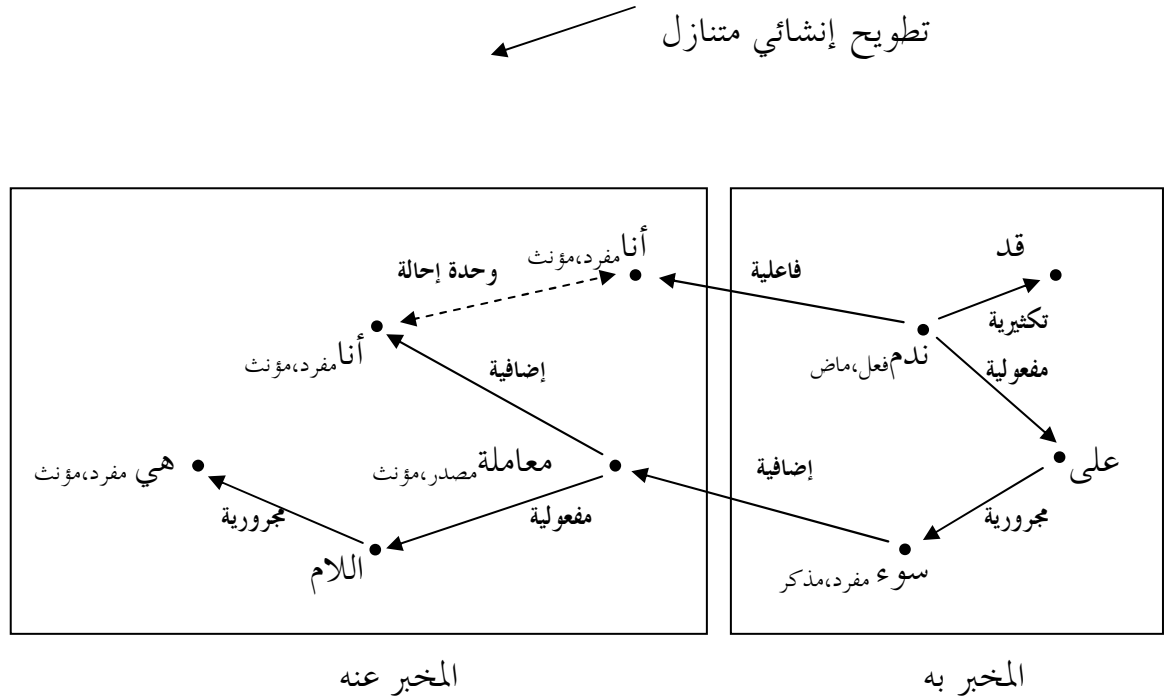 تطويح إنشائي متنازل
قد
أنا مفرد،مؤنث
وحدة إحالة
فاعلية
تكثيرية
ندم فعل،ماض
مفعولية
أنا مفرد،مؤنث
إضافية
على
إضافية
معاملة مصدر،مؤنث
هي مفرد،مؤنث
مجرورية
مفعولية
مجرورية
سوء مفرد،مذكر
اللام
المخبر به
المخبر عنه